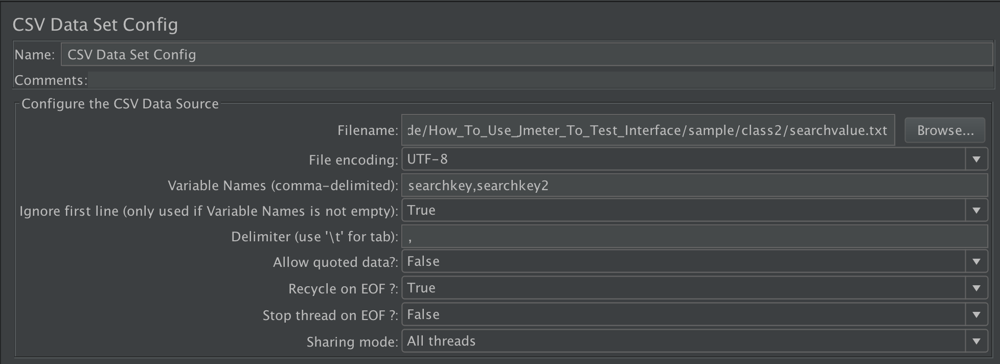 CSV Data Set Config
Name: CSV Data Set Config
Comments:
Configure the CSV Data Source
Filename: de/How_To_Use_Jmeter_To_Test_Interface/sample/class2/searchvalue.txt Browse...
File encoding: UTF-8
Variable Names (comma-delimited): searchkey,searchkey2
Ignore first line (only used if Variable Names is not empty): True
Delimiter (use '\t' for tab): ,
Allow quoted data?: False
Recycle on EOF ?: True
Stop thread on EOF ?: False
Sharing mode: All threads